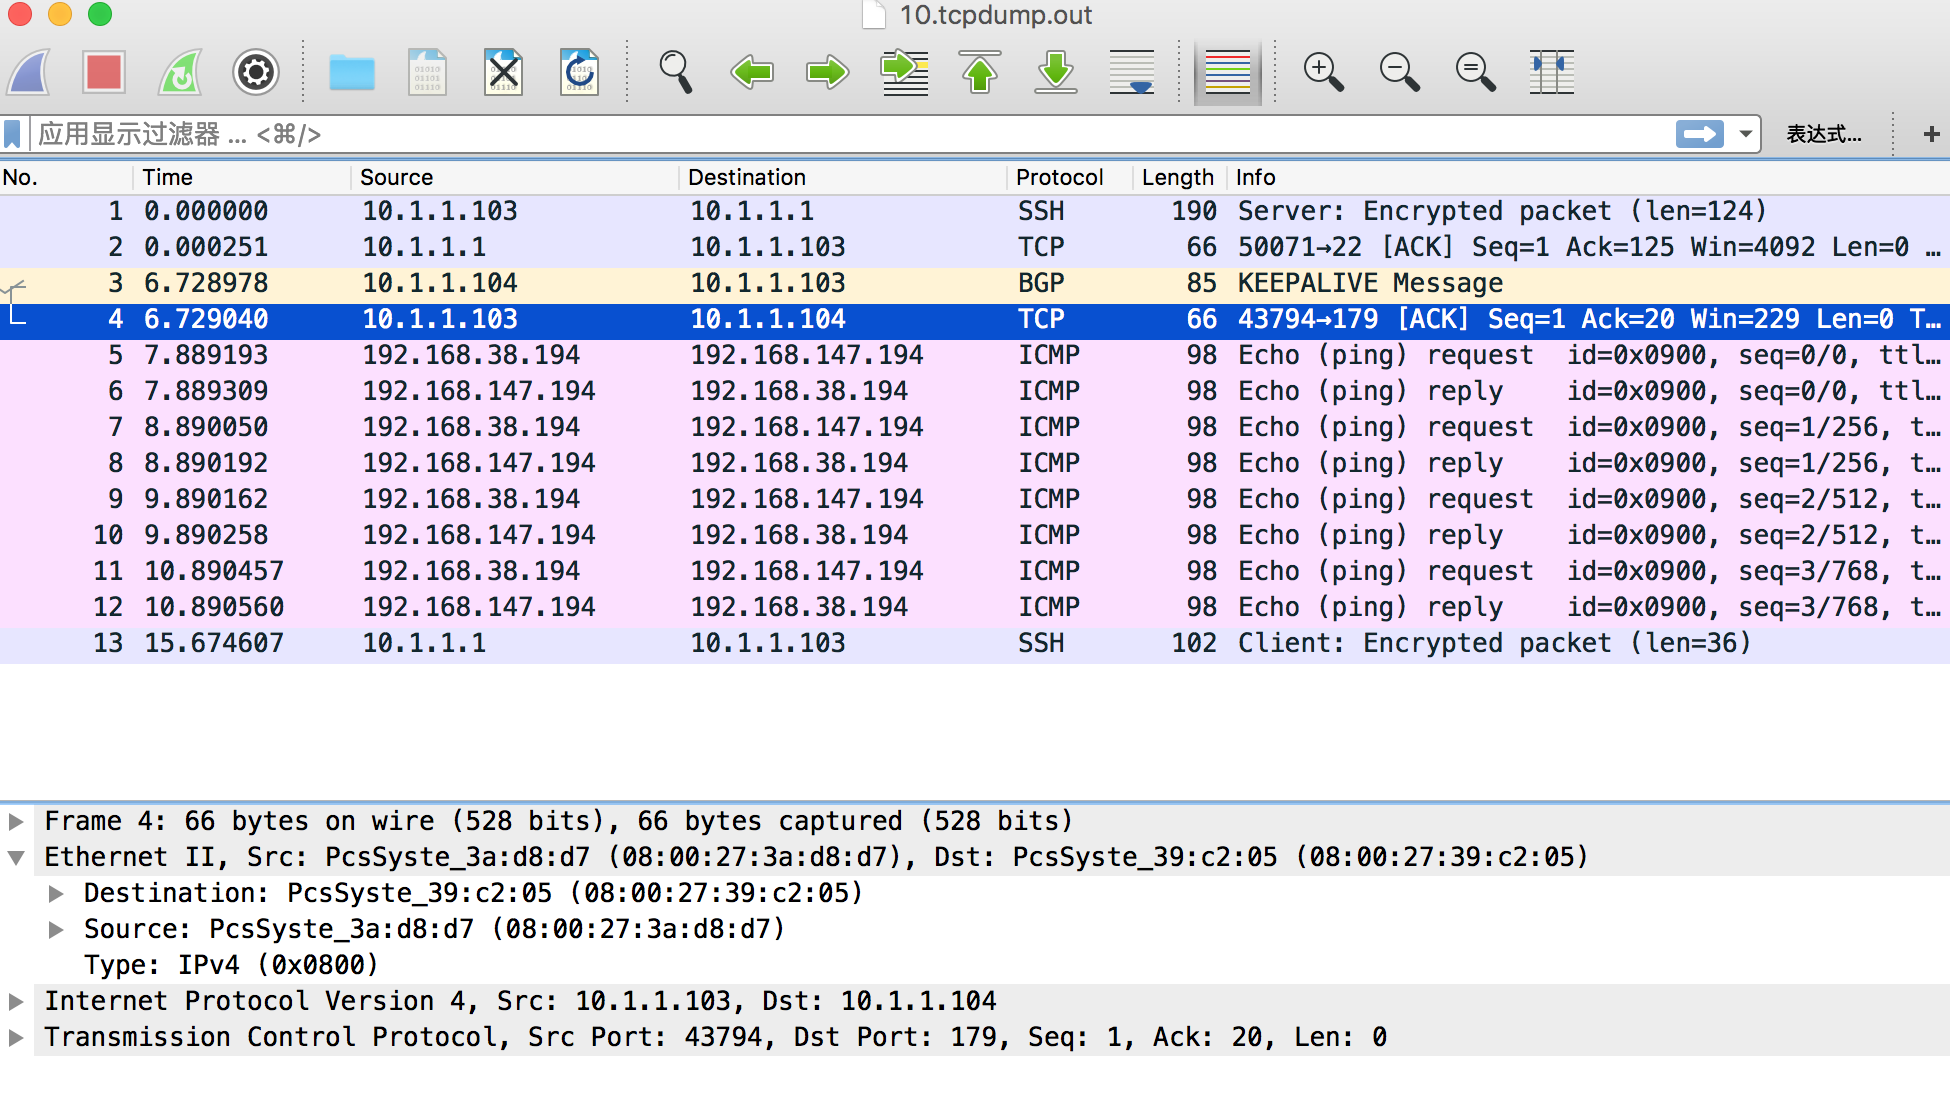 10.tcpdump.out
应用显示过滤器 ... <⌘/>
表达式... +
No. Time Source Destination Protocol Length Info
1 0.000000 10.1.1.103 10.1.1.1 SSH 190 Server: Encrypted packet (len=124)
2 0.000251 10.1.1.1 10.1.1.103 TCP 66 50071→22 [ACK] Seq=1 Ack=125 Win=4092 Len=0 …
3 6.728978 10.1.1.104 10.1.1.103 BGP 85 KEEPALIVE Message
4 6.729040 10.1.1.103 10.1.1.104 TCP 66 43794→179 [ACK] Seq=1 Ack=20 Win=229 Len=0 T…
5 7.889193 192.168.38.194 192.168.147.194 ICMP 98 Echo (ping) request id=0x0900, seq=0/0, ttl…
6 7.889309 192.168.147.194 192.168.38.194 ICMP 98 Echo (ping) reply id=0x0900, seq=0/0, ttl…
7 8.890050 192.168.38.194 192.168.147.194 ICMP 98 Echo (ping) request id=0x0900, seq=1/256, t…
8 8.890192 192.168.147.194 192.168.38.194 ICMP 98 Echo (ping) reply id=0x0900, seq=1/256, t…
9 9.890162 192.168.38.194 192.168.147.194 ICMP 98 Echo (ping) request id=0x0900, seq=2/512, t…
10 9.890258 192.168.147.194 192.168.38.194 ICMP 98 Echo (ping) reply id=0x0900, seq=2/512, t…
11 10.890457 192.168.38.194 192.168.147.194 ICMP 98 Echo (ping) request id=0x0900, seq=3/768, t…
12 10.890560 192.168.147.194 192.168.38.194 ICMP 98 Echo (ping) reply id=0x0900, seq=3/768, t…
13 15.674607 10.1.1.1 10.1.1.103 SSH 102 Client: Encrypted packet (len=36)
Frame 4: 66 bytes on wire (528 bits), 66 bytes captured (528 bits)
Ethernet II, Src: PcsSyste_3a:d8:d7 (08:00:27:3a:d8:d7), Dst: PcsSyste_39:c2:05 (08:00:27:39:c2:05)
Destination: PcsSyste_39:c2:05 (08:00:27:39:c2:05)
Source: PcsSyste_3a:d8:d7 (08:00:27:3a:d8:d7)
Type: IPv4 (0x0800)
Internet Protocol Version 4, Src: 10.1.1.103, Dst: 10.1.1.104
Transmission Control Protocol, Src Port: 43794, Dst Port: 179, Seq: 1, Ack: 20, Len: 0